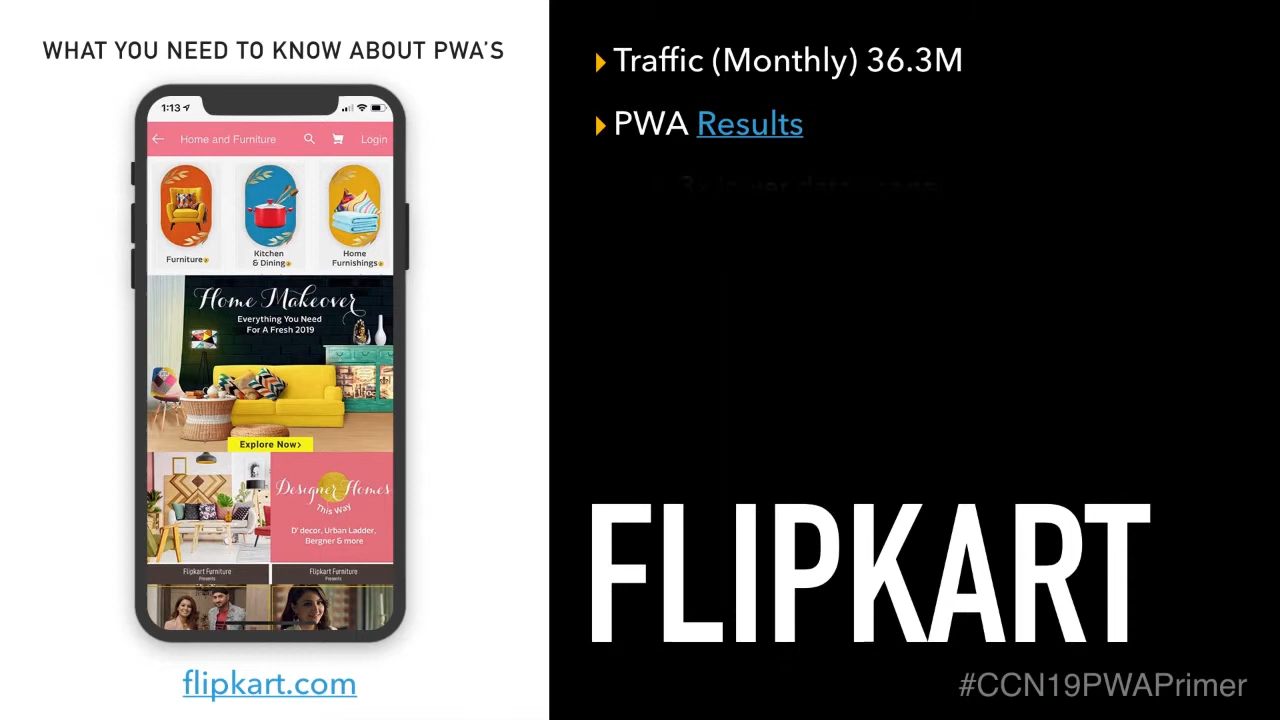 WHAT YOU NEED TO KNOW ABOUT PWA'S
1:13
Home and Furniture
Login
Furniture
Kitchen
& Dining
Home
Furnishings
Home Makeover
Everything You Need
For A Fresh 2019
Explore Now>
Designer Homes
This Way
D'decor, Urban Ladder,
Bergner & more
Flipkart Furniture
Presents
Flipkart Furniture
Presents
flipkart.com
Traffic (Monthly) 36.3M
PWA Results
FLIPKART
#CCN19PWAPrimer